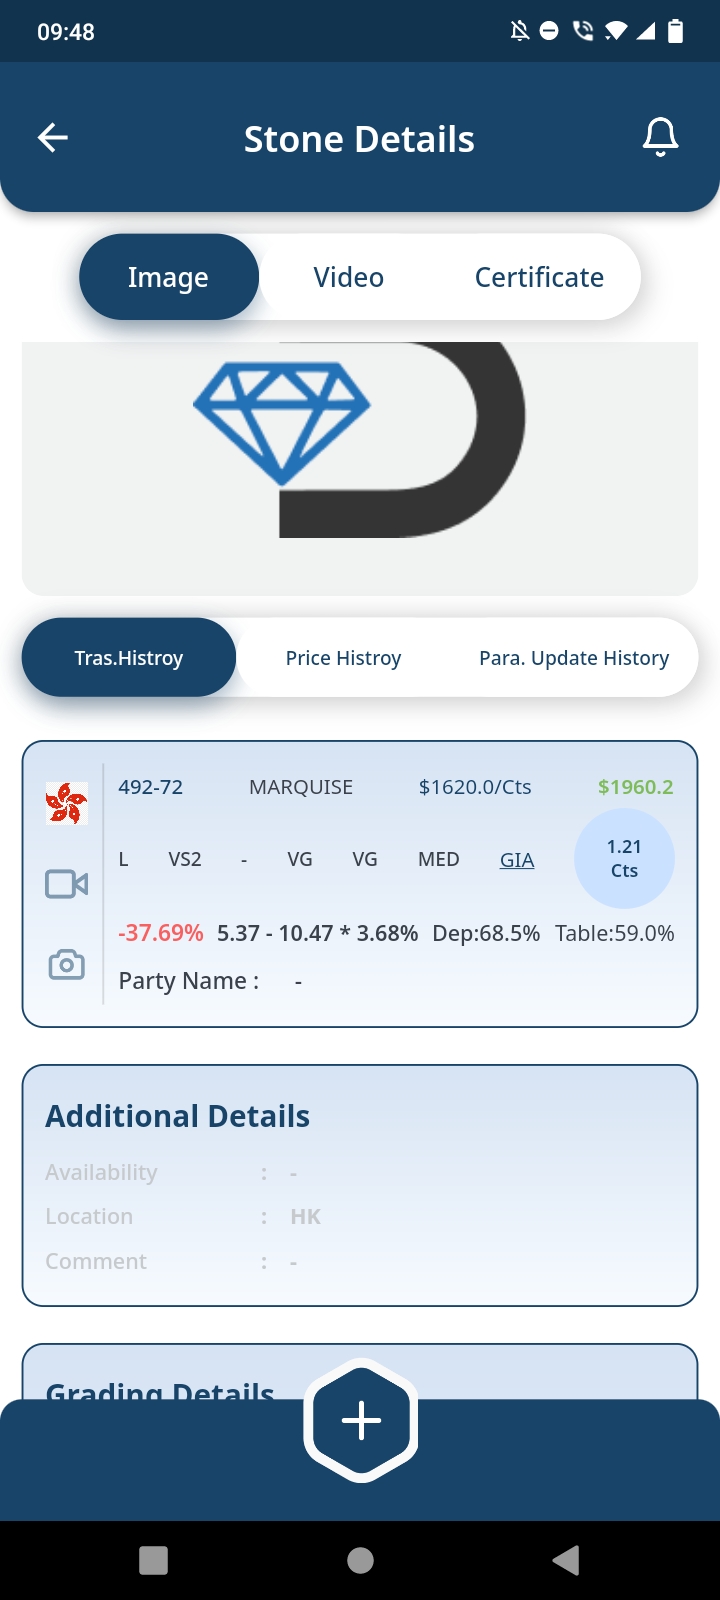 09:48
Stone Details
Image Video Certificate
Tras.Histroy Price Histroy Para. Update History
492-72 MARQUISE $1620.0/Cts $1960.2
L VS2 - VG VG MED GIA 1.21 Cts
-37.69% 5.37 - 10.47 * 3.68% Dep:68.5% Table:59.0%
Party Name : -
Additional Details
Availability : -
Location : HK
Comment : -
Grading Details